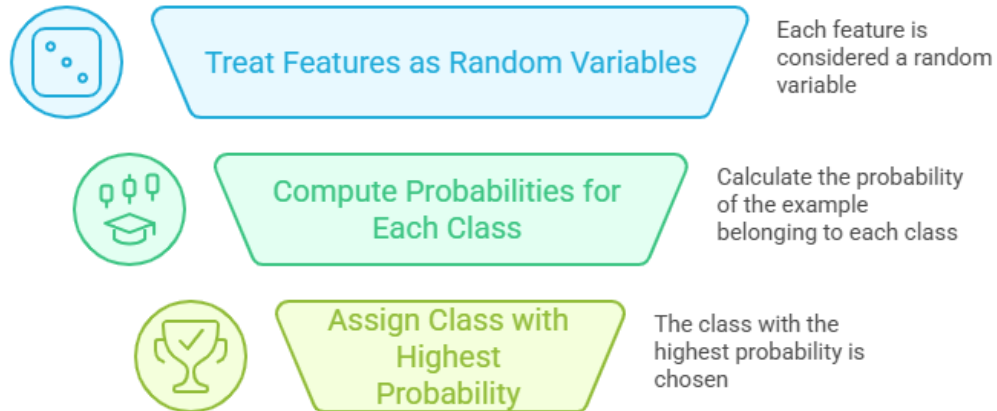 Treat Features as Random Variables
Each feature is
considered a random
variable
Compute Probabilities for
Each Class
Calculate the probability
of the example
belonging to each class
Assign Class with
Highest
Probability
The class with the
highest probability is
chosen